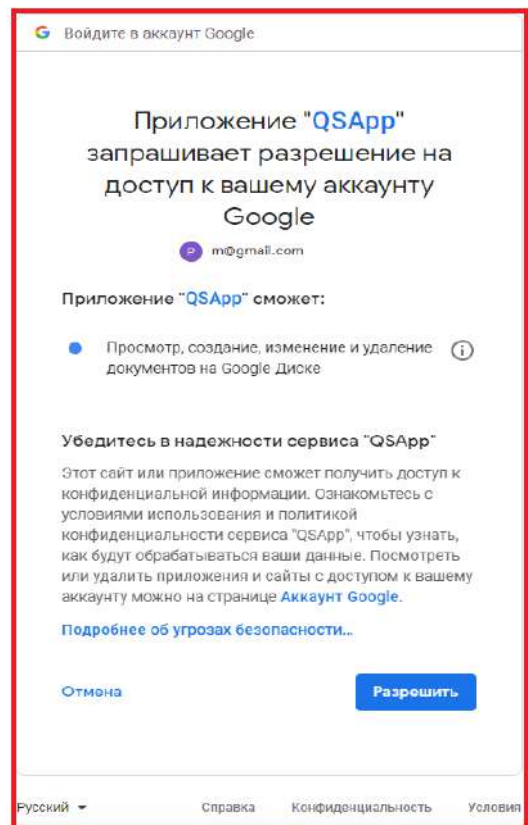 G Войдите в аккаунт Google
Приложение "QSApp"
запрашивает разрешение на
доступ к вашему аккаунту
Google
P m@gmail.com
Приложение "QSApp" сможет:
Просмотр, создание, изменение и удаление
документов на Google Диске
Убедитесь в надежности сервиса "QSApp"
Этот сайт или приложение сможет получить доступ к
конфиденциальной информации. Ознакомьтесь с
условиями использования и политикой
конфиденциальности сервиса "QSApp", чтобы узнать,
как будут обрабатываться ваши данные. Посмотреть
или удалить приложения и сайты с доступом к вашему
аккаунту можно на странице Аккаунт Google.
Подробнее об угрозах безопасности...
Отмена Разрешить
Русский Справка Конфиденциальность Условия